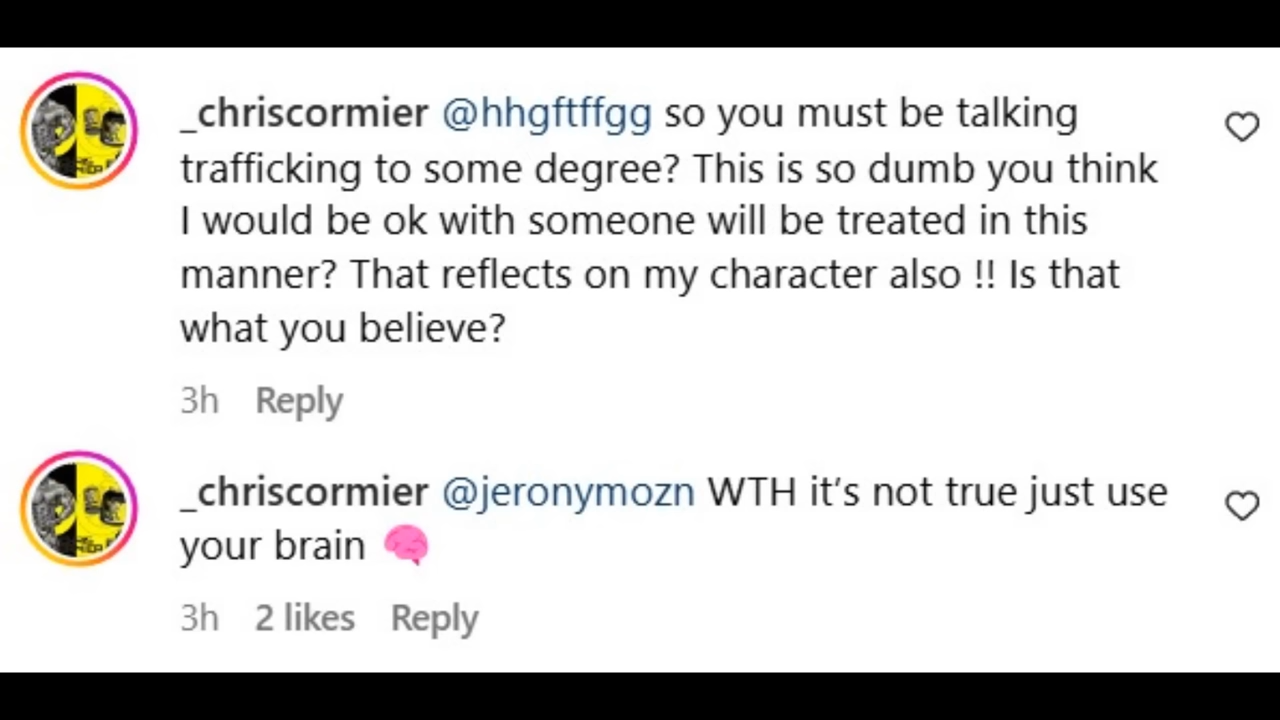 _chriscormier @hhgftffgg so you must be talking
trafficking to some degree? This is so dumb you think
I would be ok with someone will be treated in this
manner? That reflects on my character also !! Is that
what you believe?
3h Reply
_chriscormier @jeronymozn WTH it's not true just use
your brain 🧠
3h 2 likes Reply